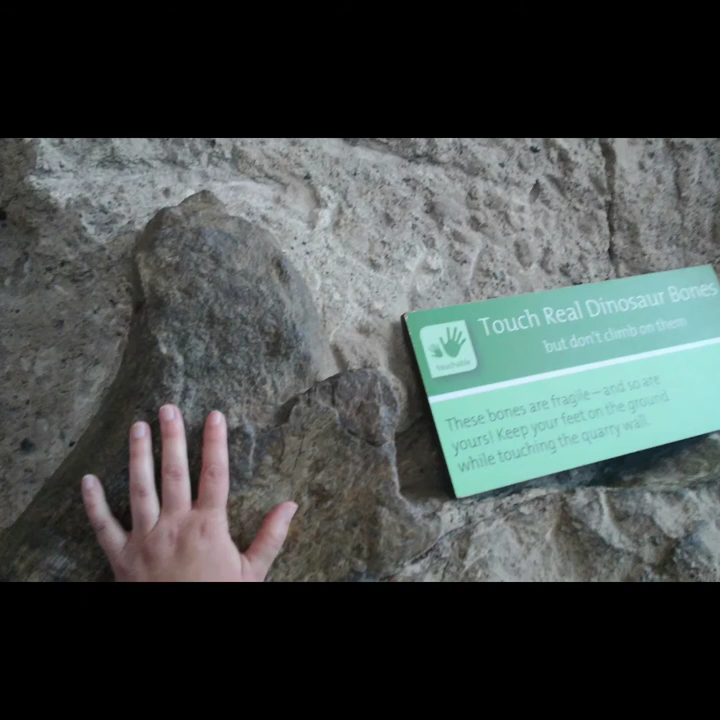 Touch Real Dinosaur Bones
but don't climb on them
Touchable
These bones are fragile—and so are
yours! Keep your feet on the ground
while touching the quarry wall.